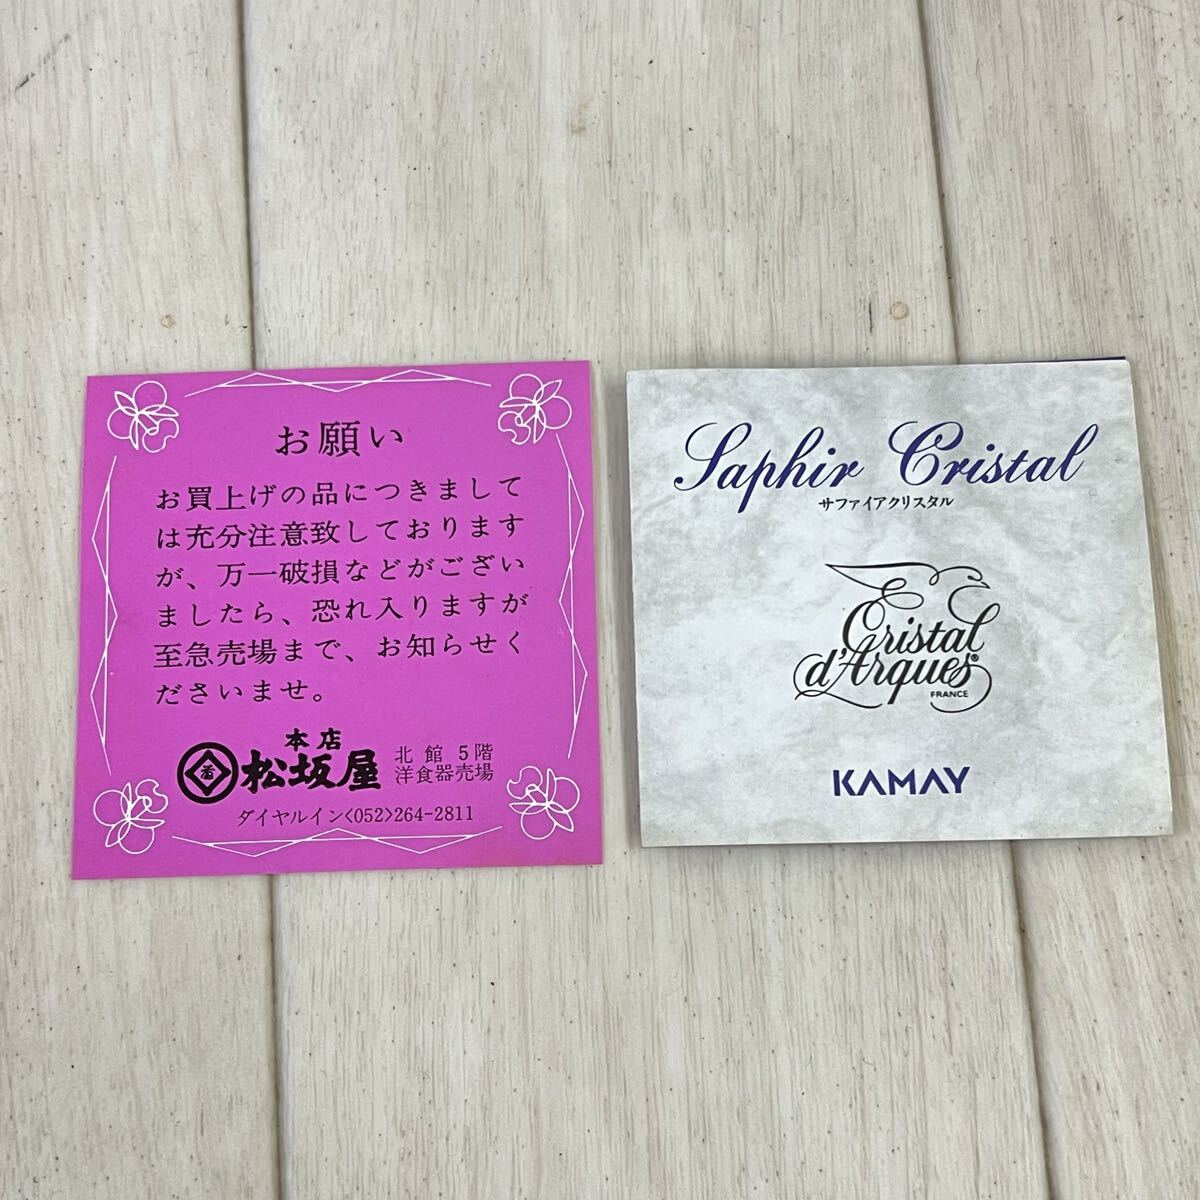 お願い
お買上げの品につきまして
は充分注意致しております
が、万一破損などがござい
ましたら、恐れ入りますが
至急売場まで、お知らせく
ださいませ。
本店
松坂屋
北館 5階
洋食器売場
ダイヤルイン<052>264-2811
Saphir Cristal
サファイアクリスタル
Cristal
d'Arques®
FRANCE
KAMAY